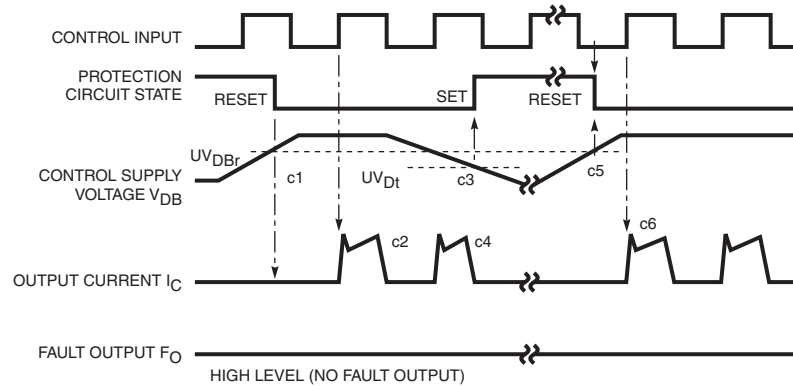 CONTROL INPUT
PROTECTION
CIRCUIT STATE
RESET
SET
RESET
UVDBr
CONTROL SUPPLY
VOLTAGE VDB
c1
UVDt
c3
c5
c2
c4
c6
OUTPUT CURRENT IC
FAULT OUTPUT FO
HIGH LEVEL (NO FAULT OUTPUT)